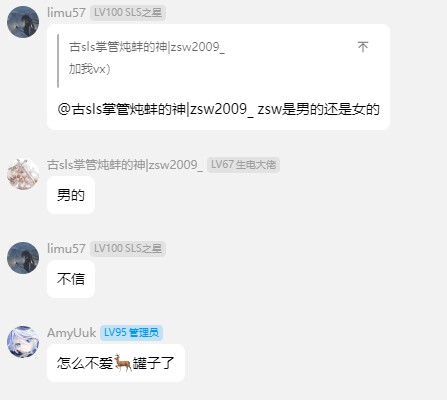 limu57 LV100 SLS之星
古sls掌管炖蚌的神|zsw2009_ 不
加我vx）
@古sls掌管炖蚌的神|zsw2009_ zsw是男的还是女的
古sls掌管炖蚌的神|zsw2009_ LV67 生电大佬
男的
limu57 LV100 SLS之星
不信
AmyUuk LV95 管理员
怎么不爱🦌罐子了